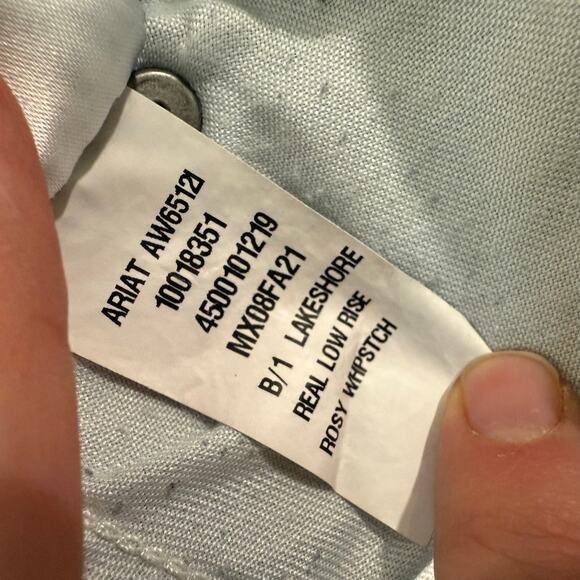 ARIAT AW6512I
10018351
4500101219
MX08FA21
B/1 LAKESHORE
REAL LOW RISE
ROSY WHPSTCH